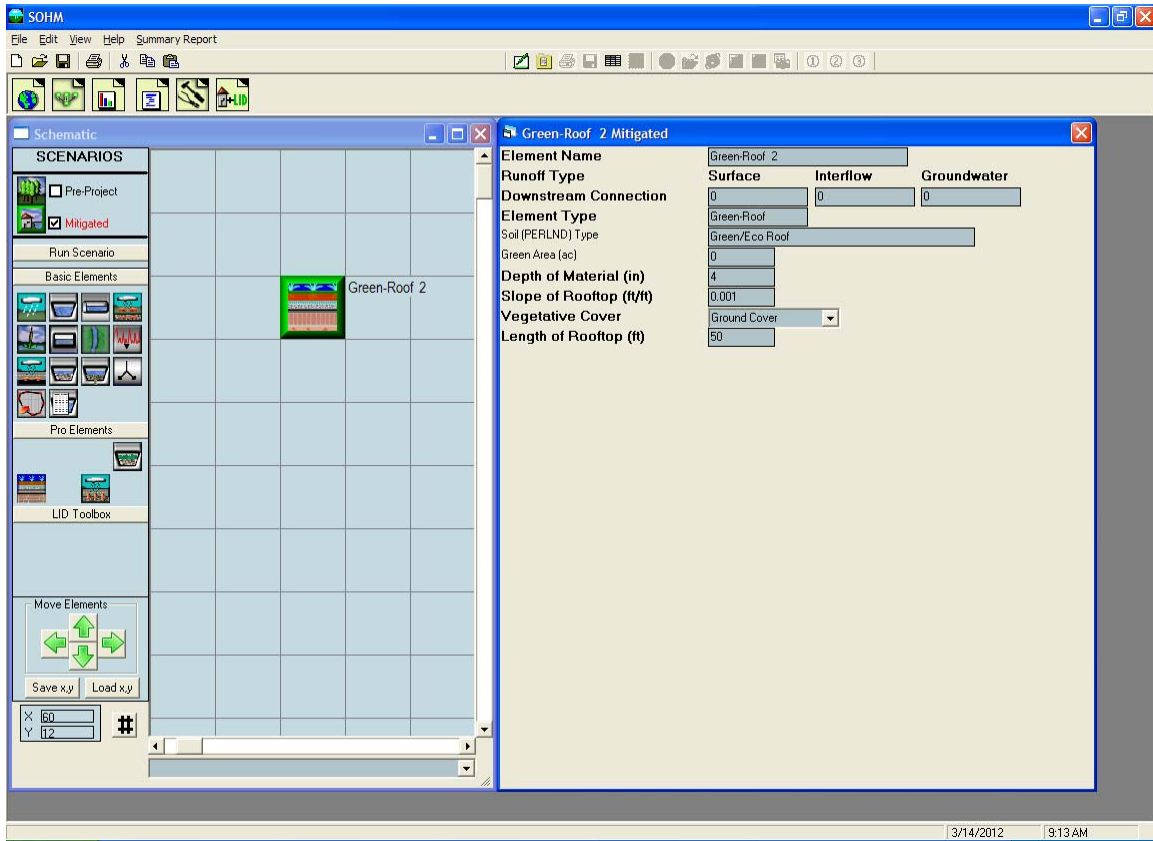 SOHM
File Edit View Help Summary Report
+LID
Schematic
SCENARIOS
Pre-Project
Mitigated
Run Scenario
Basic Elements
Pro Elements
LID Toolbox
Move Elements
Save x,y Load x,y
X 60
Y 12
#
Green-Roof 2
Green-Roof 2 Mitigated
Element Name Green-Roof 2
Runoff Type Surface Interflow Groundwater
Downstream Connection 0 0 0
Element Type Green-Roof
Soil (PERLND) Type Green/Eco Roof
Green Area (ac) 0
Depth of Material (in) 4
Slope of Rooftop (ft/ft) 0.001
Vegetative Cover Ground Cover
Length of Rooftop (ft) 50
3/14/2012 9:13 AM